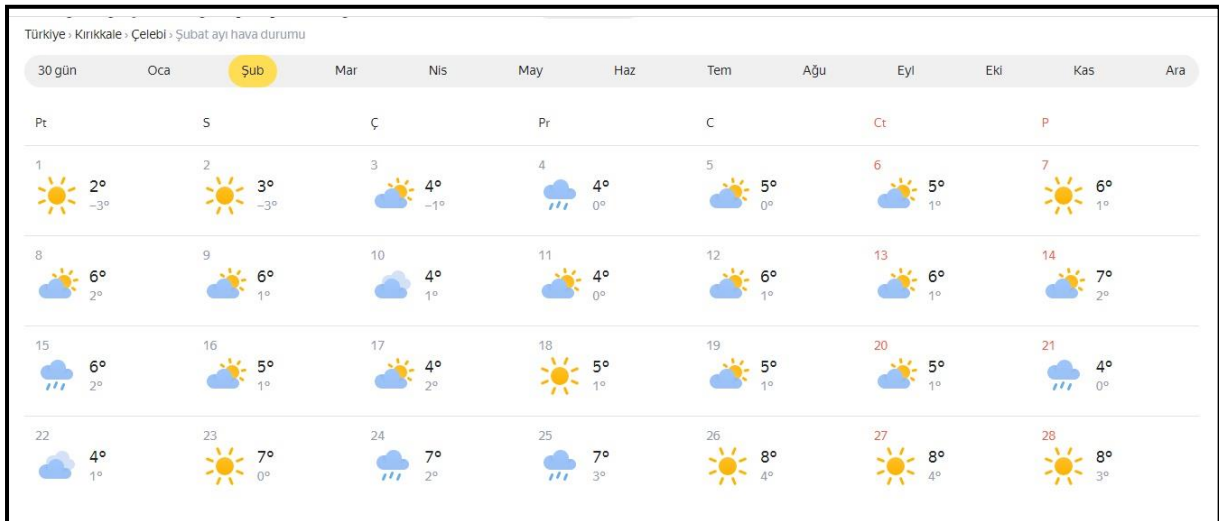 Türkiye › Kırıkkale › Çelebi › Şubat ayı hava durumu
30 gün Oca Şub Mar Nis May Haz Tem Ağu Eyl Eki Kas Ara
Pt S Ç Pr C Ct P
1 2 3 4 5 6 7
2° 3° 4° 4° 5° 5° 6°
−3° −3° −1° 0° 0° 1° 1°
8 9 10 11 12 13 14
6° 6° 4° 4° 6° 6° 7°
2° 1° 1° 0° 1° 1° 2°
15 16 17 18 19 20 21
6° 5° 4° 5° 5° 5° 4°
2° 1° 2° 1° 1° 1° 0°
22 23 24 25 26 27 28
4° 7° 7° 7° 8° 8° 8°
1° 0° 2° 3° 4° 4° 3°